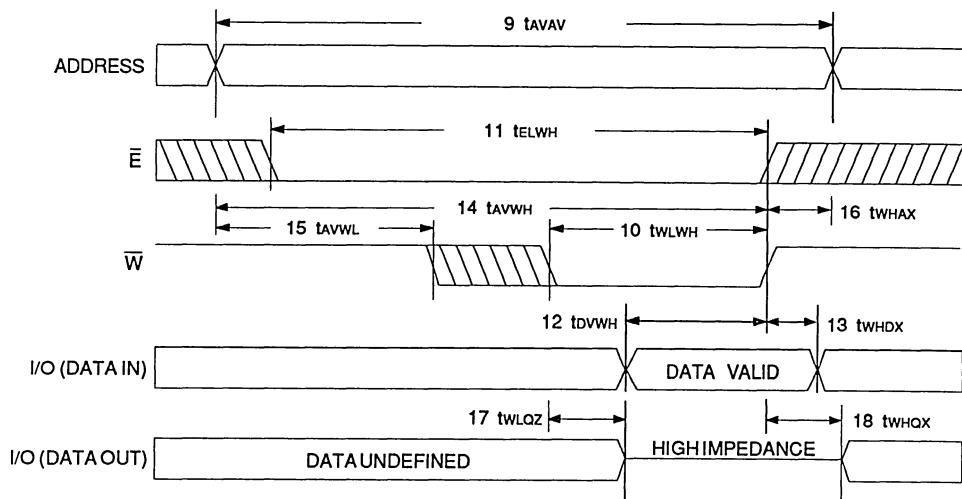 9 tAVAV
ADDRESS
11 tELWH
E̅
14 tAVWH
16 tWHAX
15 tAVWL
10 tWLWH
W̅
12 tDVWH
13 tWHDX
I/O (DATA IN)
DATA VALID
17 tWLQZ
18 tWHQX
I/O (DATA OUT)
DATA UNDEFINED
HIGH IMPEDANCE